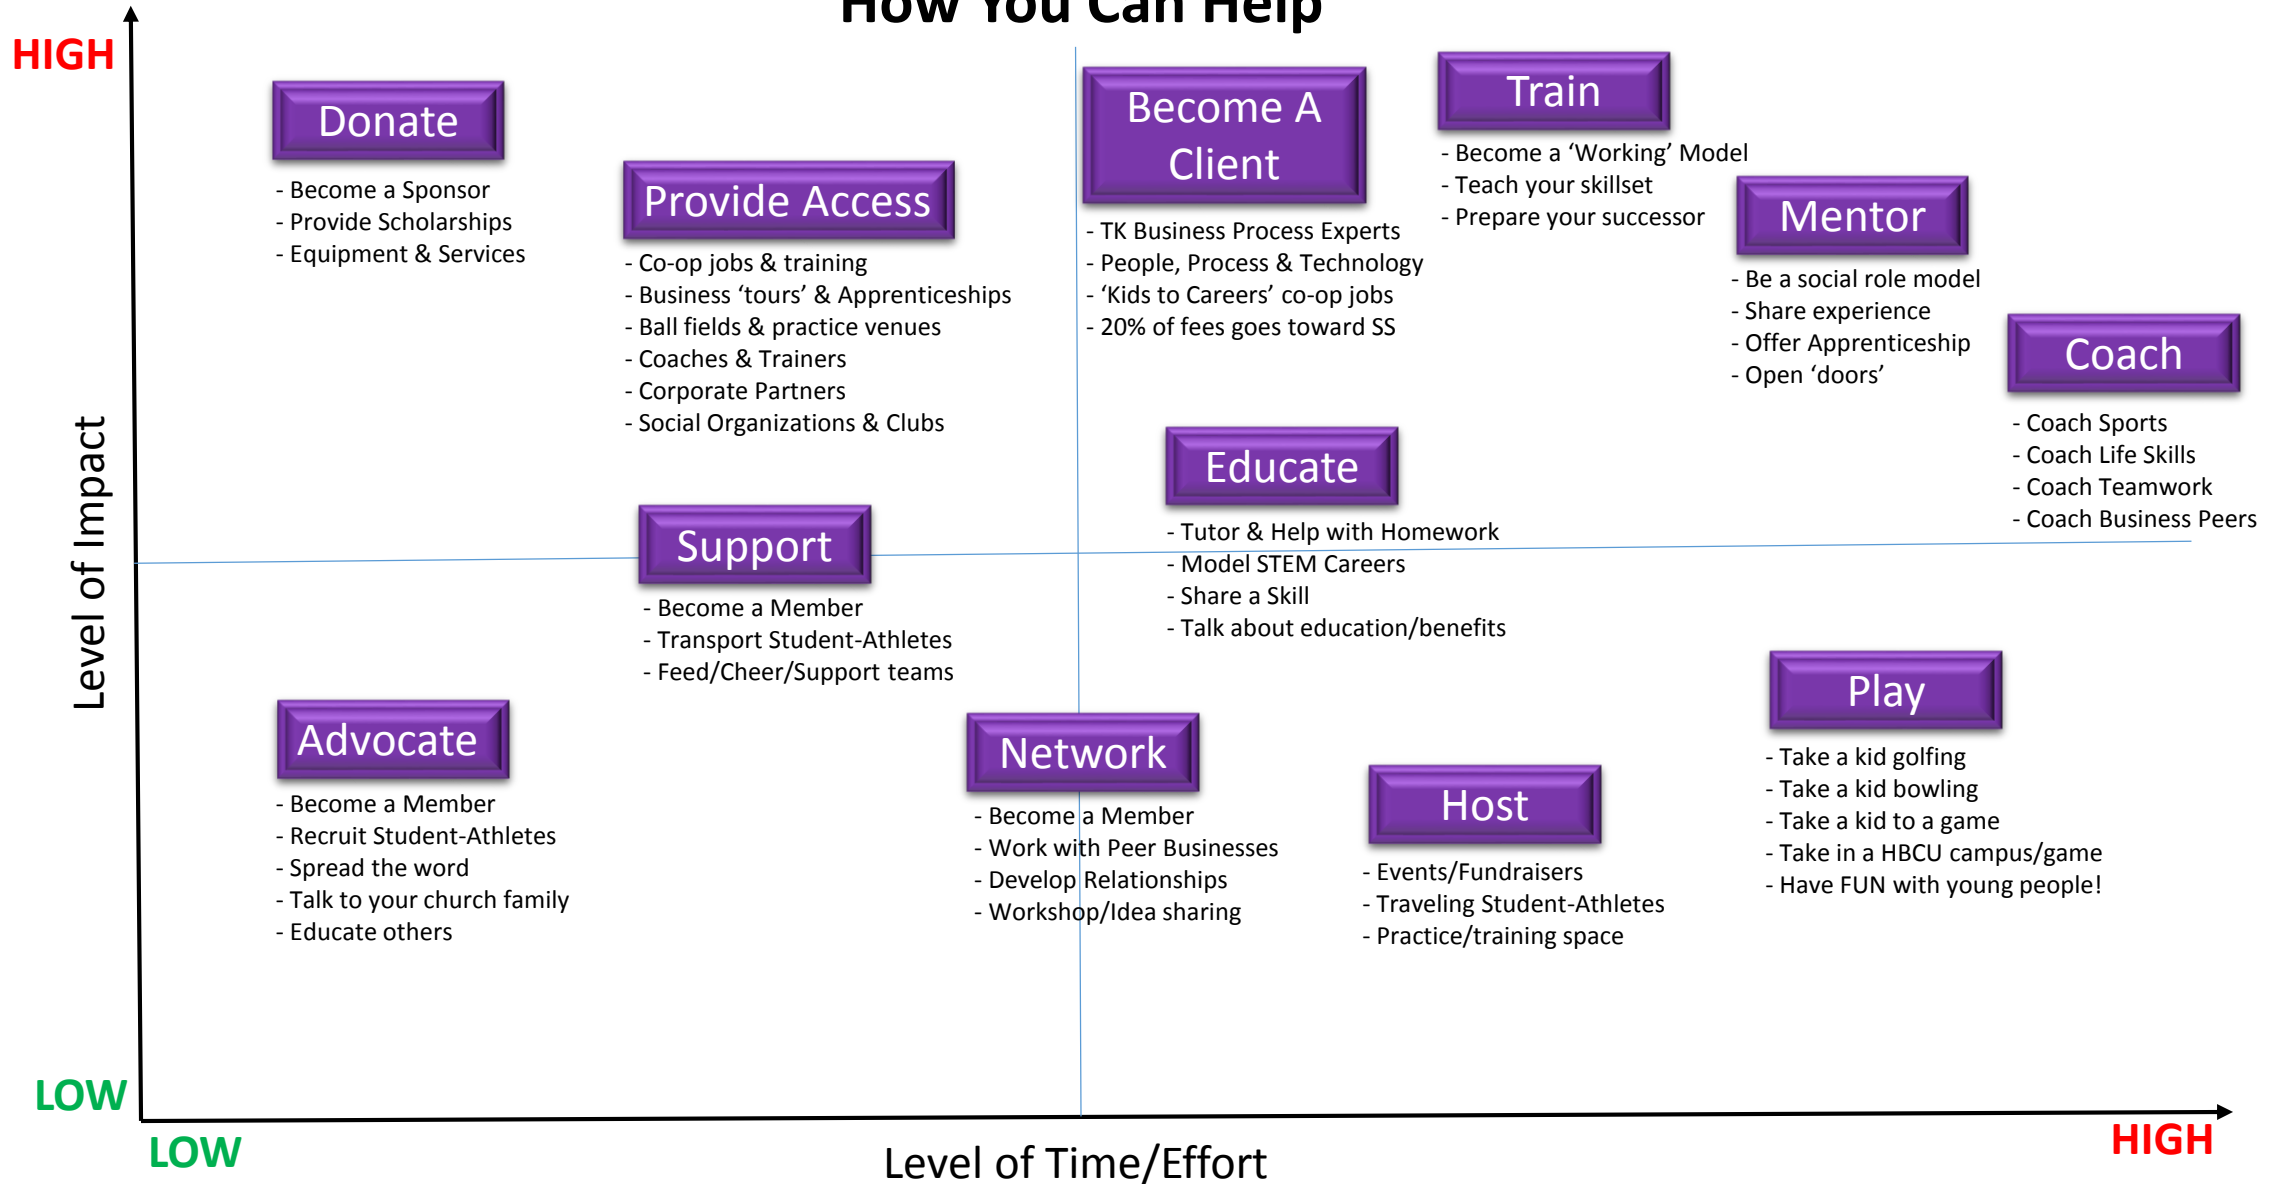 How You Can Help
HIGH
Donate
- Become a Sponsor
- Provide Scholarships
- Equipment & Services
Provide Access
- Co-op jobs & training
- Business ‘tours’ & Apprenticeships
- Ball fields & practice venues
- Coaches & Trainers
- Corporate Partners
- Social Organizations & Clubs
Become A
Client
- TK Business Process Experts
- People, Process & Technology
- ‘Kids to Careers’ co-op jobs
- 20% of fees goes toward SS
Train
- Become a ‘Working’ Model
- Teach your skillset
- Prepare your successor
Mentor
- Be a social role model
- Share experience
- Offer Apprenticeship
- Open ‘doors’
Coach
- Coach Sports
- Coach Life Skills
- Coach Teamwork
- Coach Business Peers
Level of Impact
Support
- Become a Member
- Transport Student-Athletes
- Feed/Cheer/Support teams
Educate
- Tutor & Help with Homework
- Model STEM Careers
- Share a Skill
- Talk about education/benefits
Advocate
- Become a Member
- Recruit Student-Athletes
- Spread the word
- Talk to your church family
- Educate others
Network
- Become a Member
- Work with Peer Businesses
- Develop Relationships
- Workshop/Idea sharing
Host
- Events/Fundraisers
- Traveling Student-Athletes
- Practice/training space
Play
- Take a kid golfing
- Take a kid bowling
- Take a kid to a game
- Take in a HBCU campus/game
- Have FUN with young people!
LOW
LOW
Level of Time/Effort
HIGH